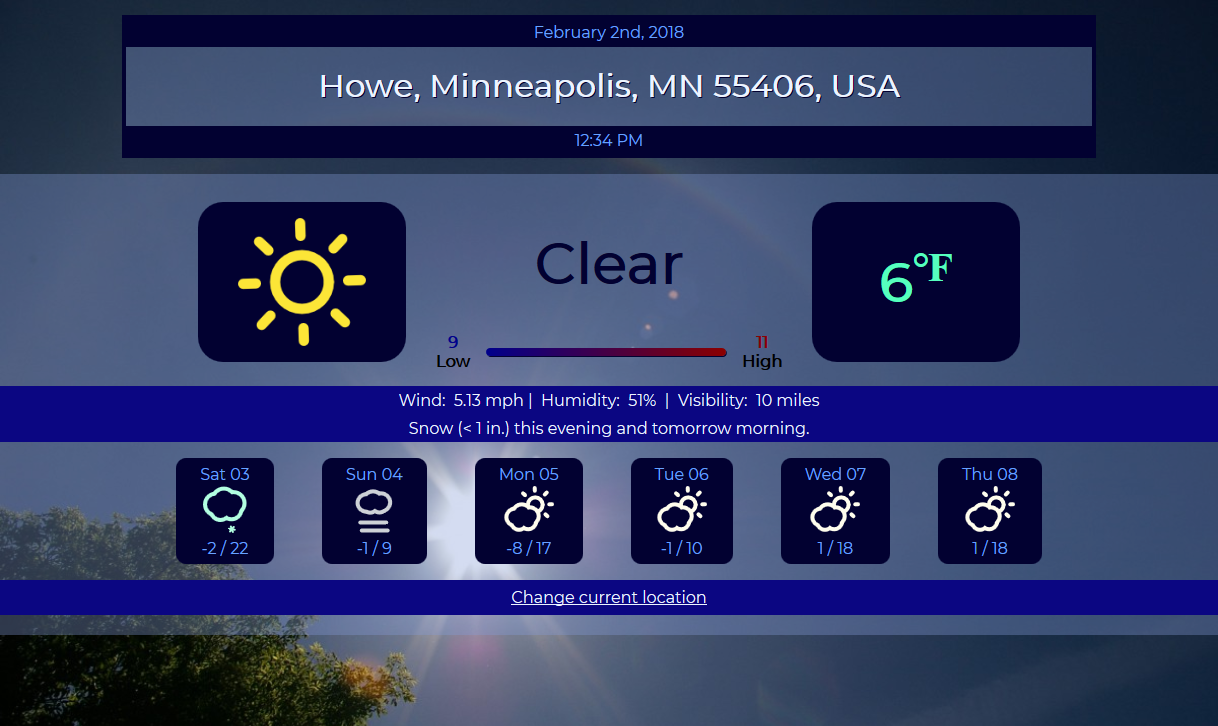 February 2nd, 2018
Howe, Minneapolis, MN 55406, USA
12:34 PM
Clear
6°F
9
Low
11
High
Wind: 5.13 mph | Humidity: 51% | Visibility: 10 miles
Snow (< 1 in.) this evening and tomorrow morning.
Sat 03
-2 / 22
Sun 04
-1 / 9
Mon 05
-8 / 17
Tue 06
-1 / 10
Wed 07
1 / 18
Thu 08
1 / 18
Change current location